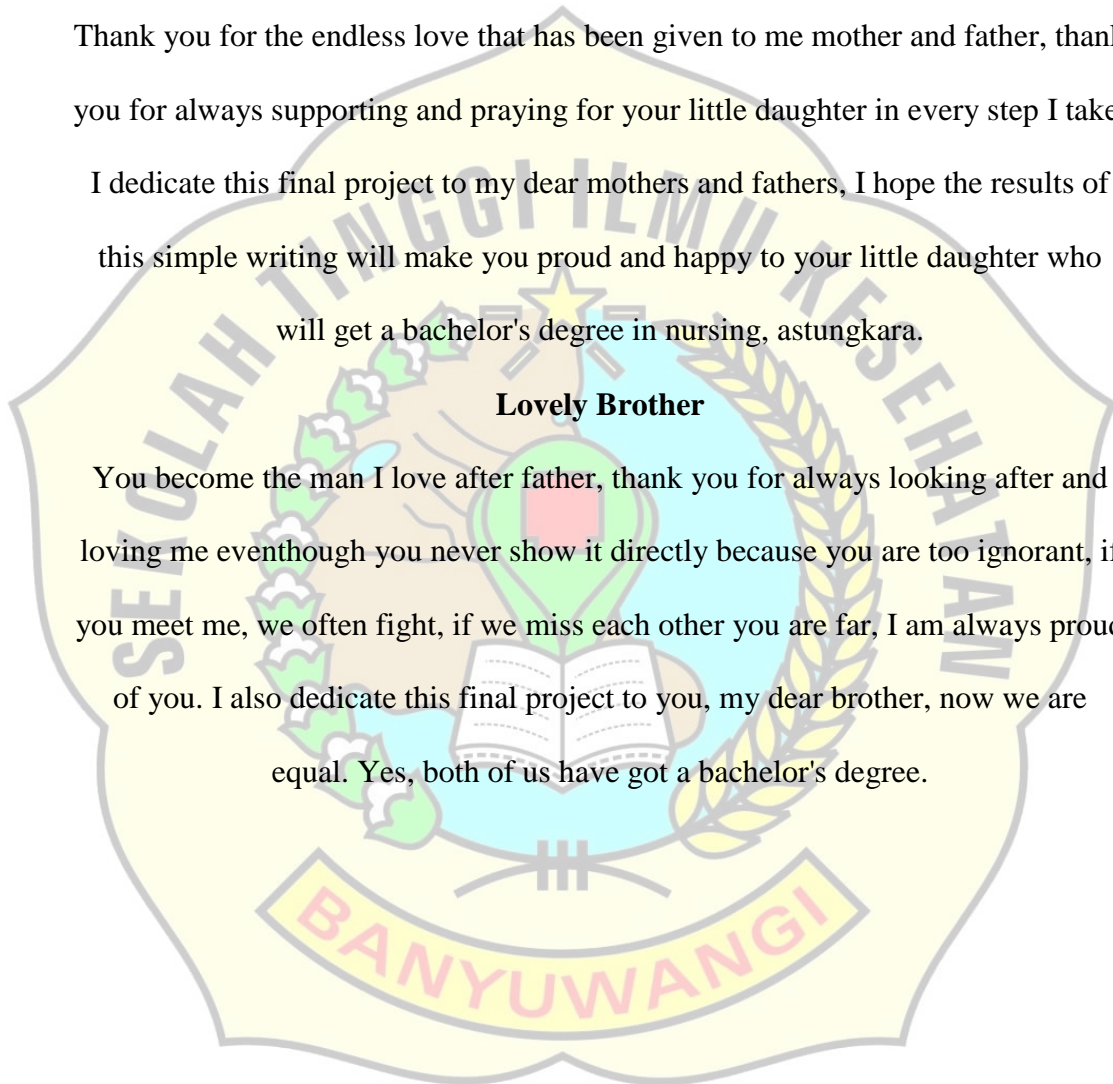 Thank you for the endless love that has been given to me mother and father, thank
you for always supporting and praying for your little daughter in every step I take
I dedicate this final project to my dear mothers and fathers, I hope the results of
this simple writing will make you proud and happy to your little daughter who
will get a bachelor's degree in nursing, astungkara.
Lovely Brother
You become the man I love after father, thank you for always looking after and
loving me eventhough you never show it directly because you are too ignorant, if
you meet me, we often fight, if we miss each other you are far, I am always proud
of you. I also dedicate this final project to you, my dear brother, now we are
equal. Yes, both of us have got a bachelor's degree.
SEKOLAH TINGGI ILMU KESEHATAN
BANYUWANGI